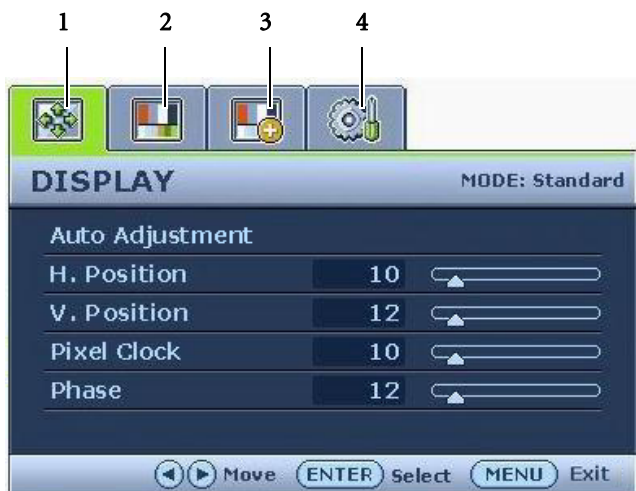 1 2 3 4
DISPLAY MODE: Standard
Auto Adjustment
H. Position 10
V. Position 12
Pixel Clock 10
Phase 12
Move ENTER Select MENU Exit